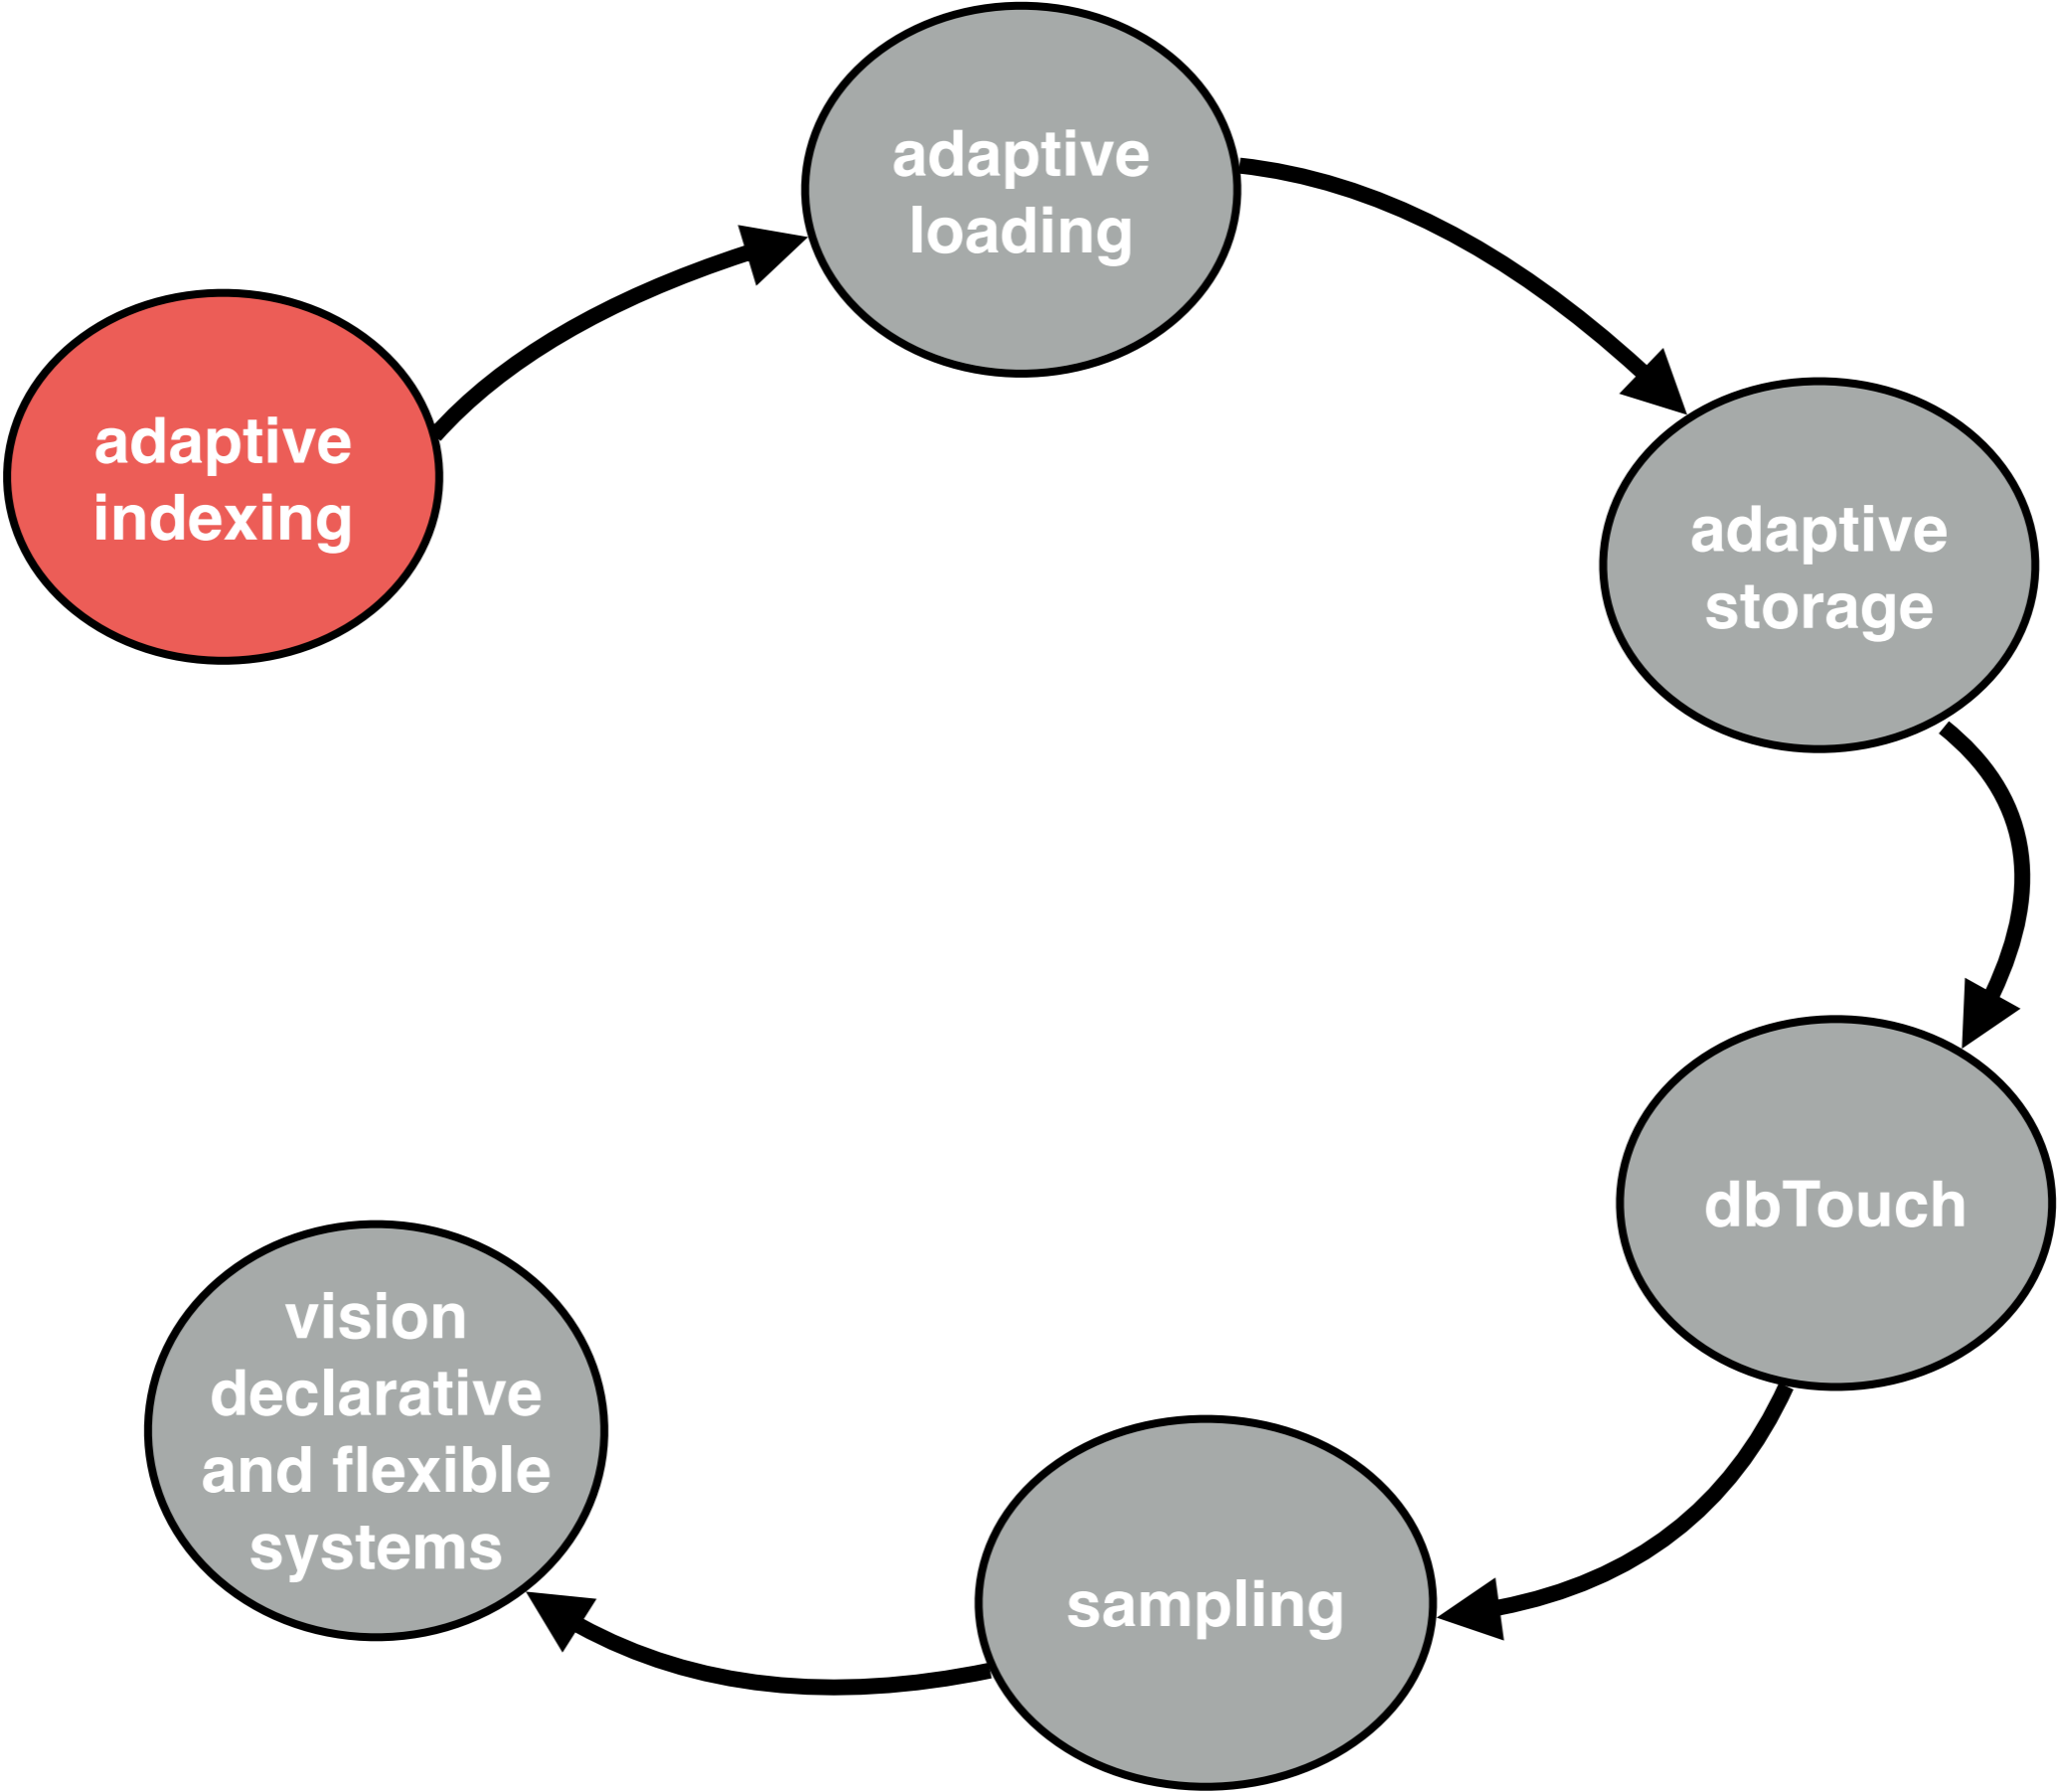 adaptive
indexing
adaptive
loading
adaptive
storage
dbTouch
sampling
vision
declarative
and flexible
systems